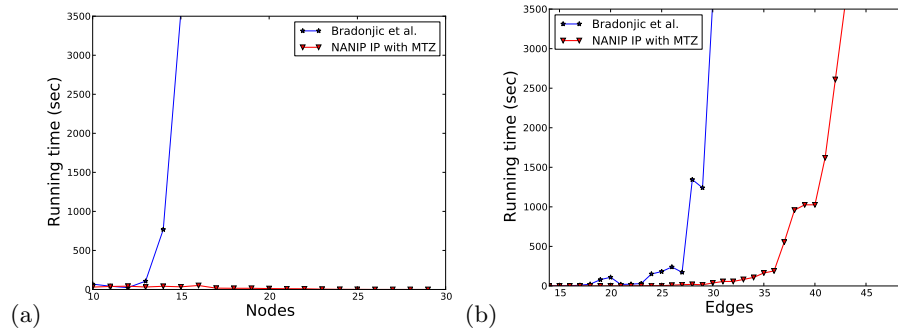 3500
3000
2500
2000
1500
1000
500
0
Running time (sec)
Bradonjic et al.
NANIP IP with MTZ
10 15 20 25 30
Nodes
(a)
3500
3000
2500
2000
1500
1000
500
0
Running time (sec)
Bradonjic et al.
NANIP IP with MTZ
15 20 25 30 35 40 45
Edges
(b)